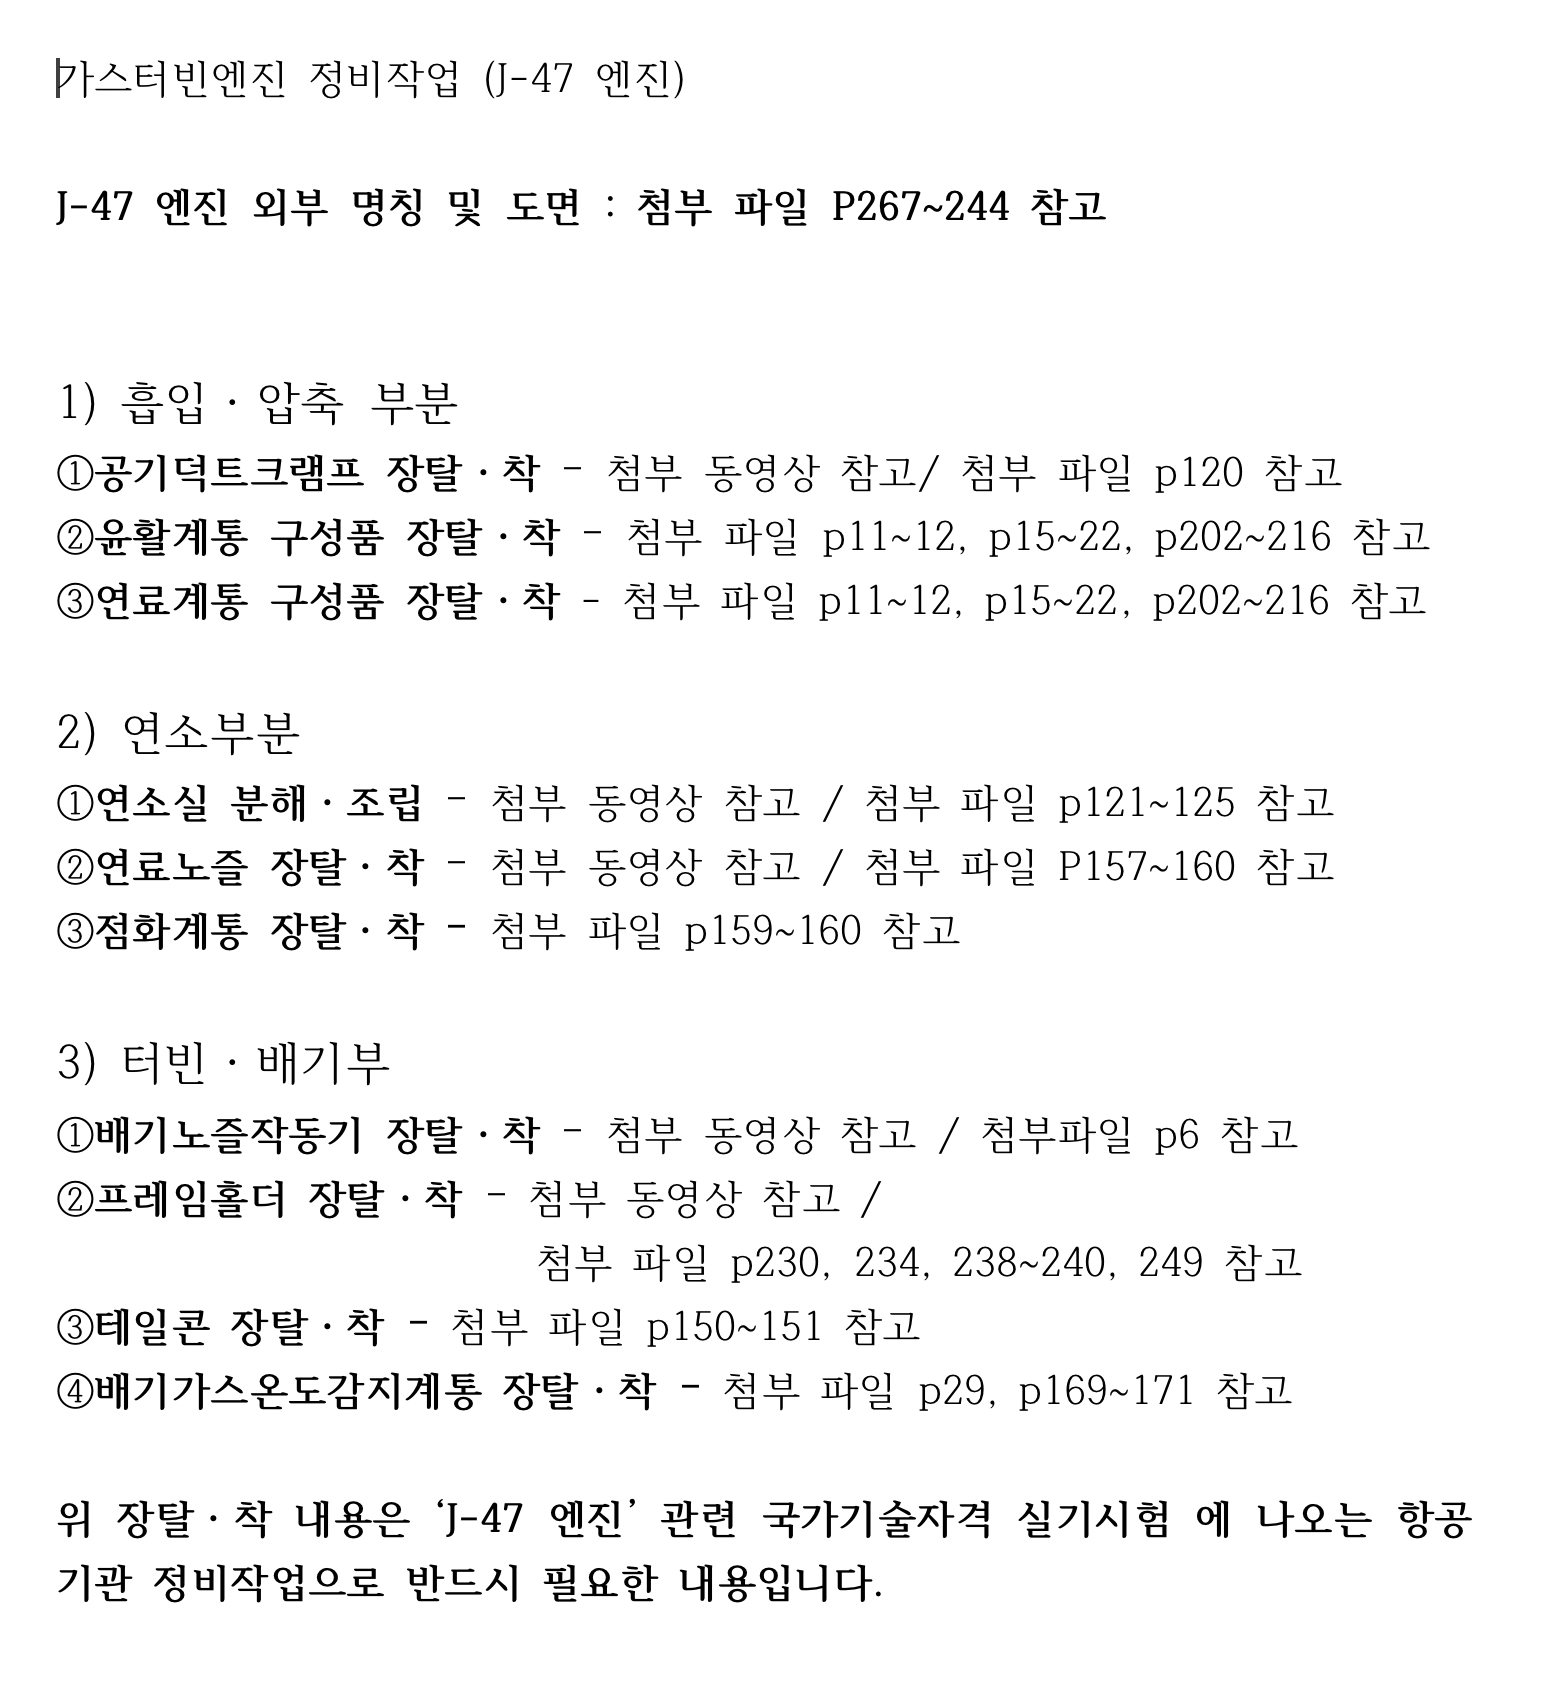 가스터빈엔진 정비작업 (J-47 엔진)
J-47 엔진 외부 명칭 및 도면 : 첨부 파일 P267~244 참고
1) 흡입·압축 부분
①공기덕트크램프 장탈·착 - 첨부 동영상 참고/ 첨부 파일 p120 참고
②윤활계통 구성품 장탈·착 - 첨부 파일 p11~12, p15~22, p202~216 참고
③연료계통 구성품 장탈·착 - 첨부 파일 p11~12, p15~22, p202~216 참고
2) 연소부분
①연소실 분해·조립 - 첨부 동영상 참고 / 첨부 파일 p121~125 참고
②연료노즐 장탈·착 - 첨부 동영상 참고 / 첨부 파일 P157~160 참고
③점화계통 장탈·착 - 첨부 파일 p159~160 참고
3) 터빈·배기부
①배기노즐작동기 장탈·착 - 첨부 동영상 참고 / 첨부파일 p6 참고
②프레임홀더 장탈·착 - 첨부 동영상 참고 /
첨부 파일 p230, 234, 238~240, 249 참고
③테일콘 장탈·착 - 첨부 파일 p150~151 참고
④배기가스온도감지계통 장탈·착 - 첨부 파일 p29, p169~171 참고
위 장탈·착 내용은 ‘J-47 엔진’ 관련 국가기술자격 실기시험 에 나오는 항공
기관 정비작업으로 반드시 필요한 내용입니다.